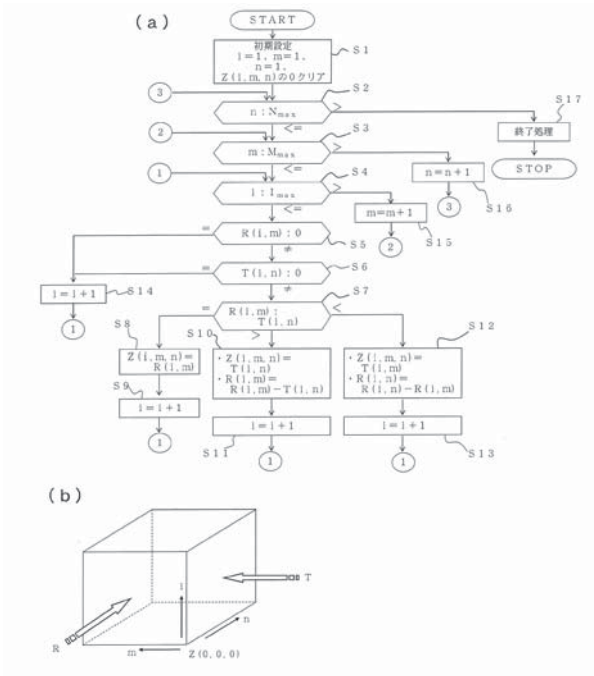 (a)
START
初期設定
i=1, m=1,
n=1,
Z(i,m,n)の0クリア
S1
3
S2
n:Nmax
>
<=
S17
終了処理
STOP
2
S3
m:Mmax
>
<=
n=n+1
S16
3
1
S4
i:Imax
>
<=
m=m+1
S15
2
=
R(i,m):0
S5
≠
=
T(i,n):0
S6
≠
i=i+1
S14
1
S7
=
R(i,m):
T(i,n)
<
>
S8
Z(i,m,n)=
R(i,m)
S9
i=i+1
1
S10
・Z(i,m,n)=
T(i,m)
・R(i,m)=
R(i,m)−T(i,n)
i=i+1
S11
1
S12
・Z(i,m,n)=
T(i,m)
・R(i,n)=
R(i,n)−R(i,m)
i=i+1
S13
1
(b)
T
i
n
R
m
Z(0,0,0)